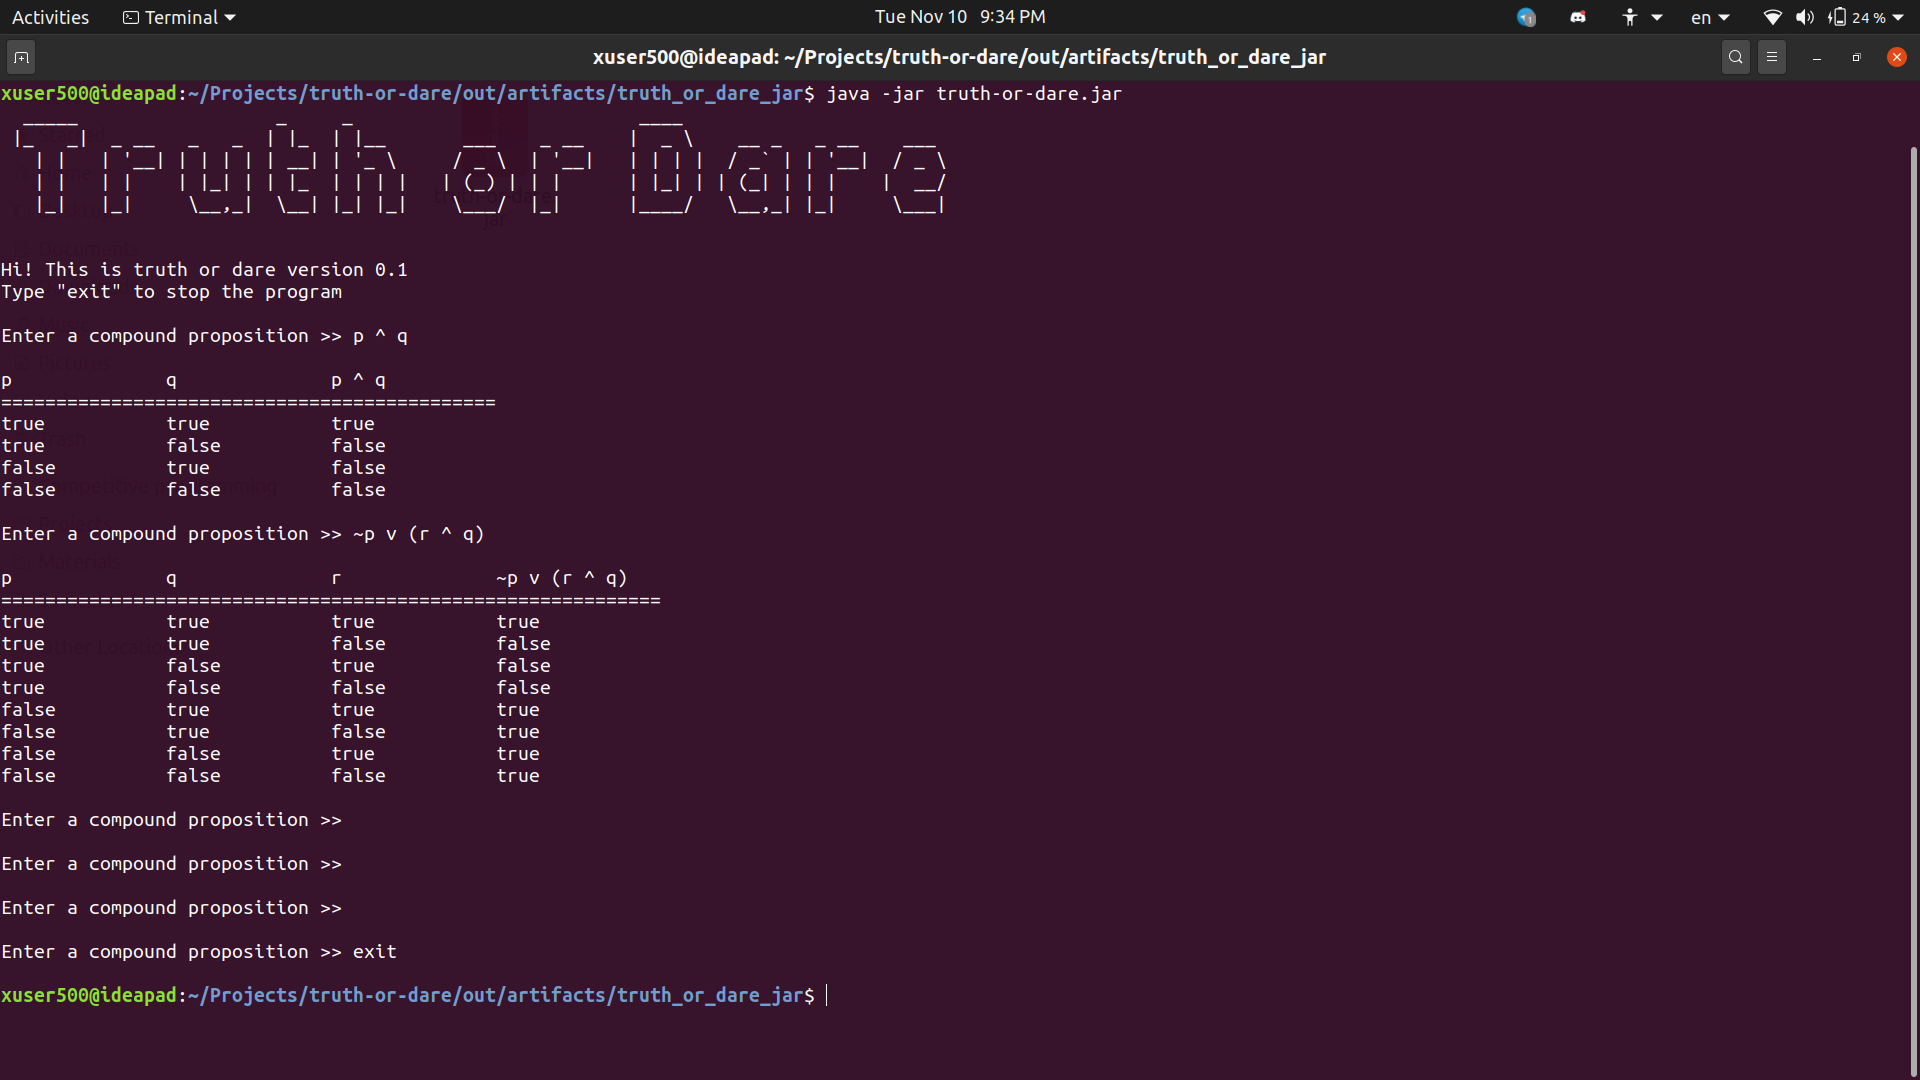 Activities Terminal Tue Nov 10 9:34 PM en 24 %
xuser500@ideapad: ~/Projects/truth-or-dare/out/artifacts/truth_or_dare_jar
xuser500@ideapad:~/Projects/truth-or-dare/out/artifacts/truth_or_dare_jar$ java -jar truth-or-dare.jar
Truth or Dare
Hi! This is truth or dare version 0.1
Type "exit" to stop the program
Enter a compound proposition >> p ^ q
p q p ^ q
=============================================
true true true
true false false
false true false
false false false
Enter a compound proposition >> ~p v (r ^ q)
p q r ~p v (r ^ q)
============================================================
true true true true
true true false false
true false true false
true false false false
false true true true
false true false true
false false true true
false false false true
Enter a compound proposition >>
Enter a compound proposition >>
Enter a compound proposition >>
Enter a compound proposition >> exit
xuser500@ideapad:~/Projects/truth-or-dare/out/artifacts/truth_or_dare_jar$